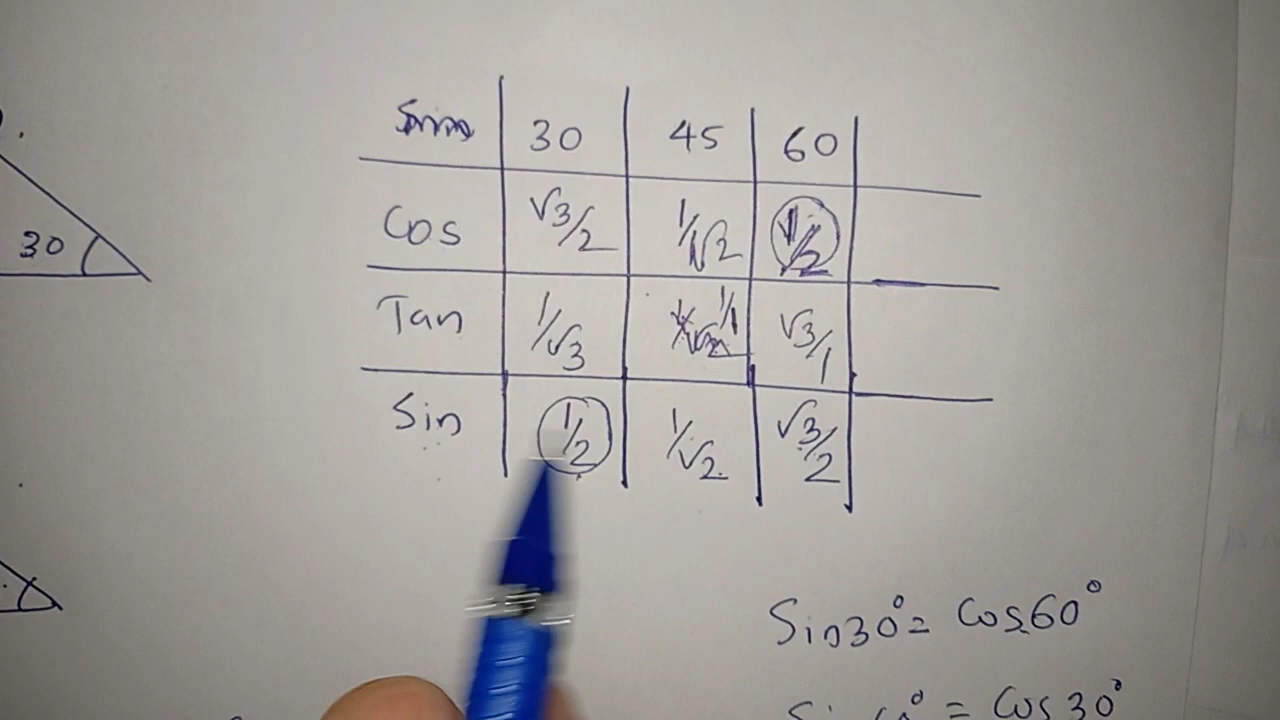 30 45 60
Cos √3/2 1/√2 1/2
30
Tan 1/√3 1/1 √3/1
Sin 1/2 1/√2 √3/2
Sin30°= Cos60°
= Cos30°